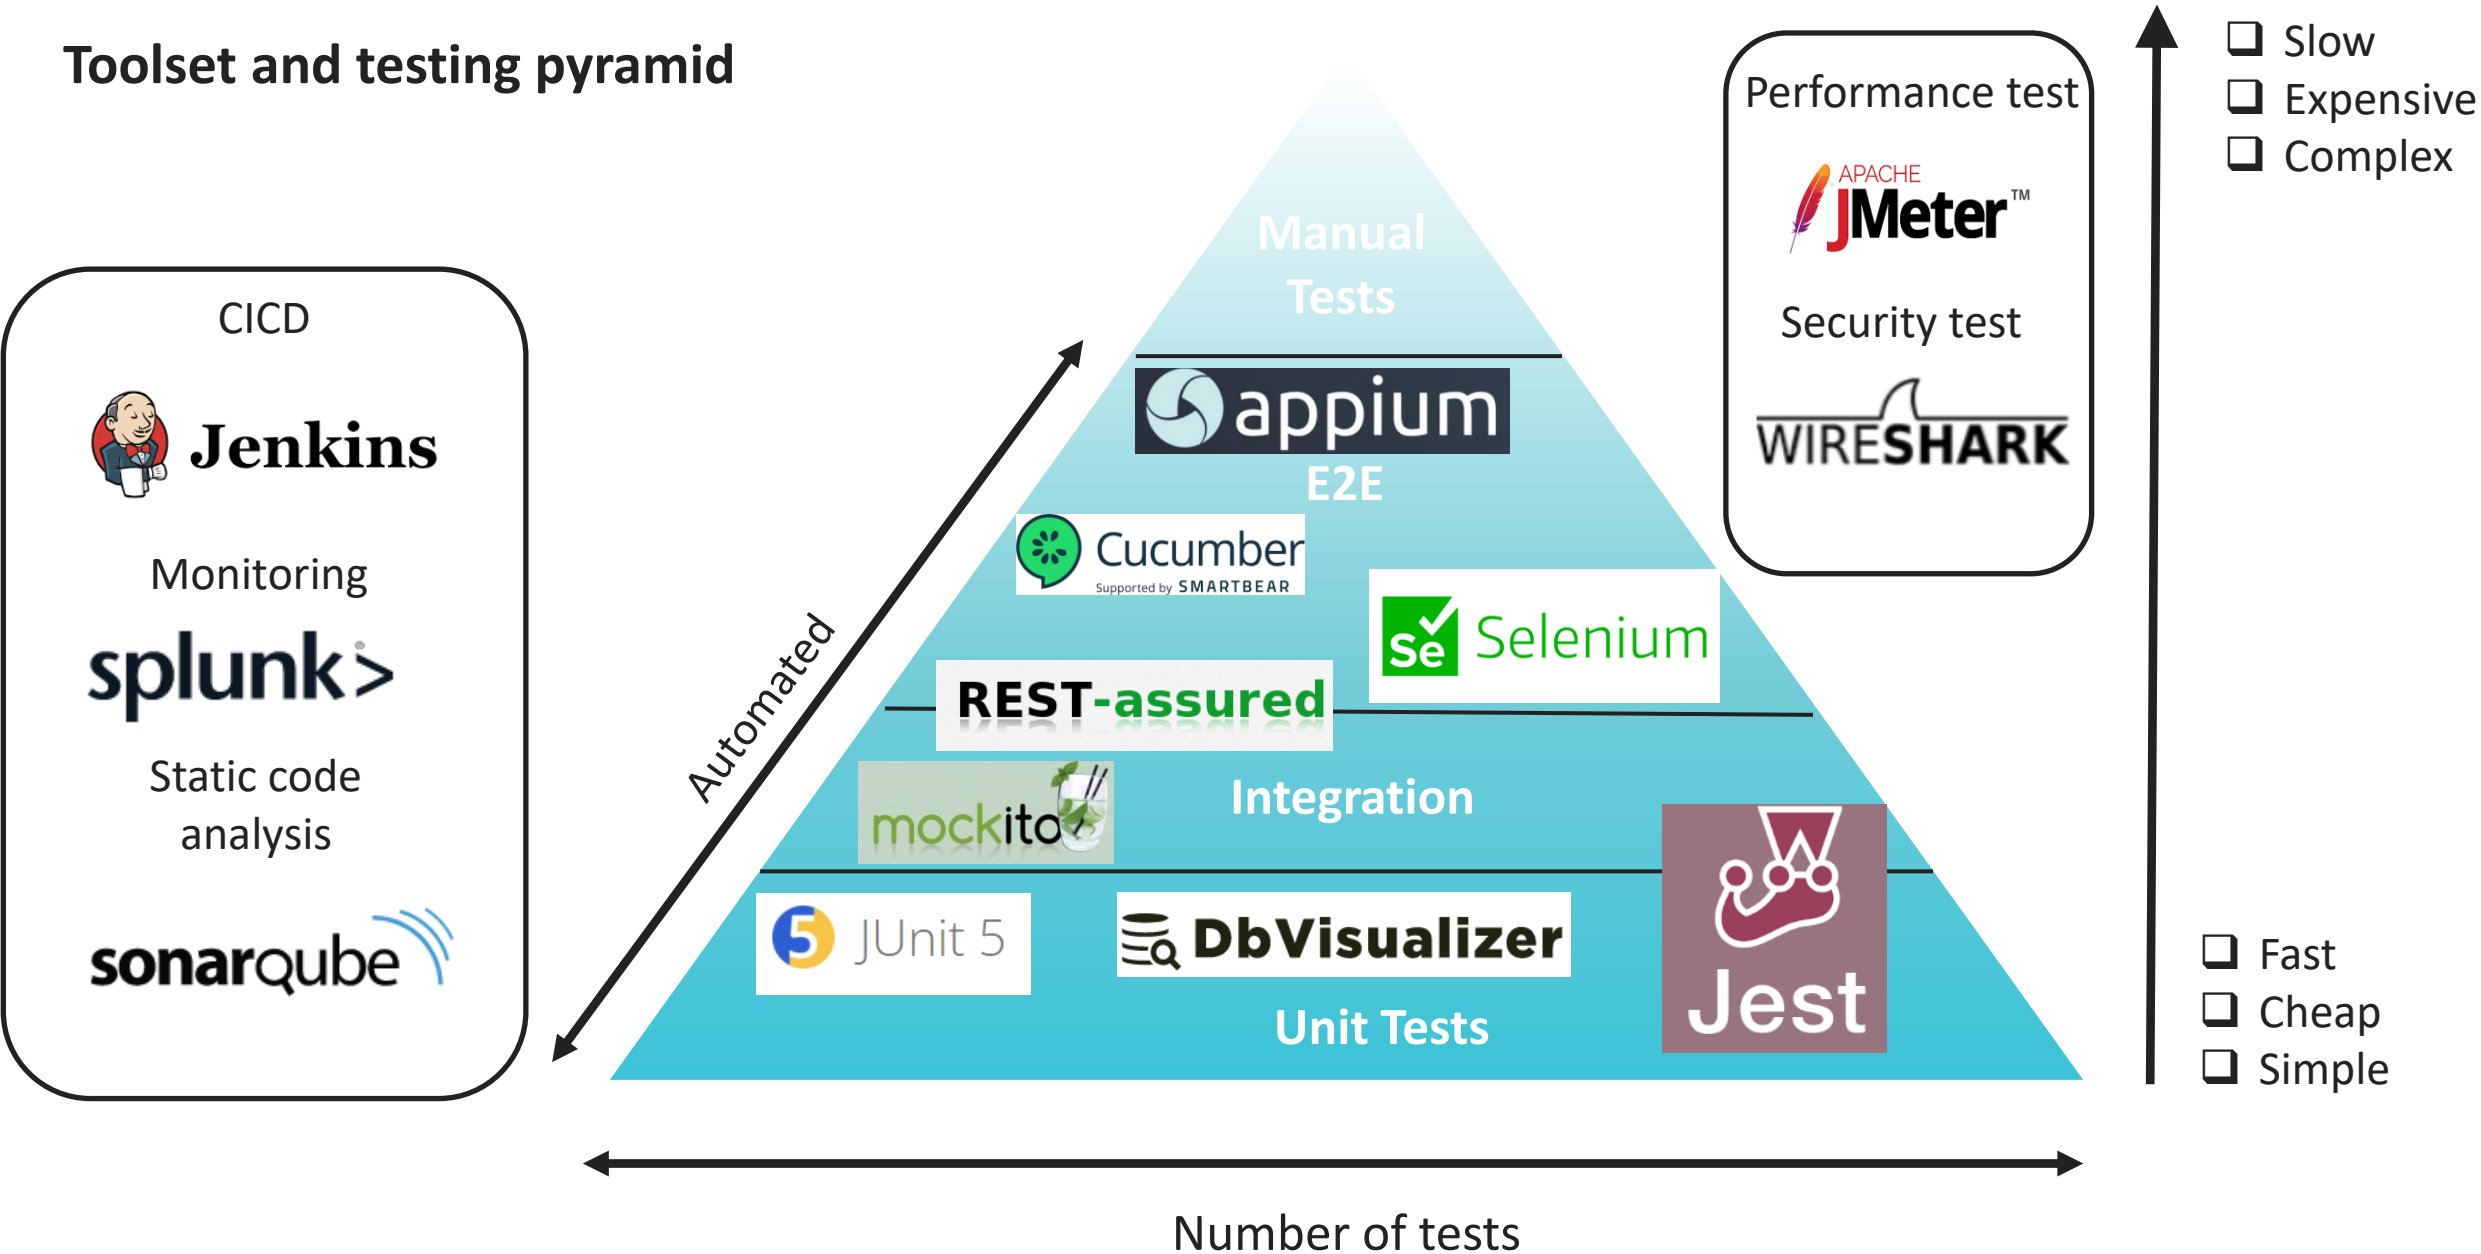 Toolset and testing pyramid
CICD
Jenkins
Monitoring
splunk>
Static code
analysis
sonarqube
Automated
Manual
Tests
appium
E2E
Cucumber
Supported by SMARTBEAR
Se Selenium
REST-assured
mockito
Integration
5 JUnit 5
DbVisualizer
Jest
Unit Tests
Number of tests
Performance test
APACHE
JMeter™
Security test
WIRESHARK
❑ Slow
❑ Expensive
❑ Complex
❑ Fast
❑ Cheap
❑ Simple